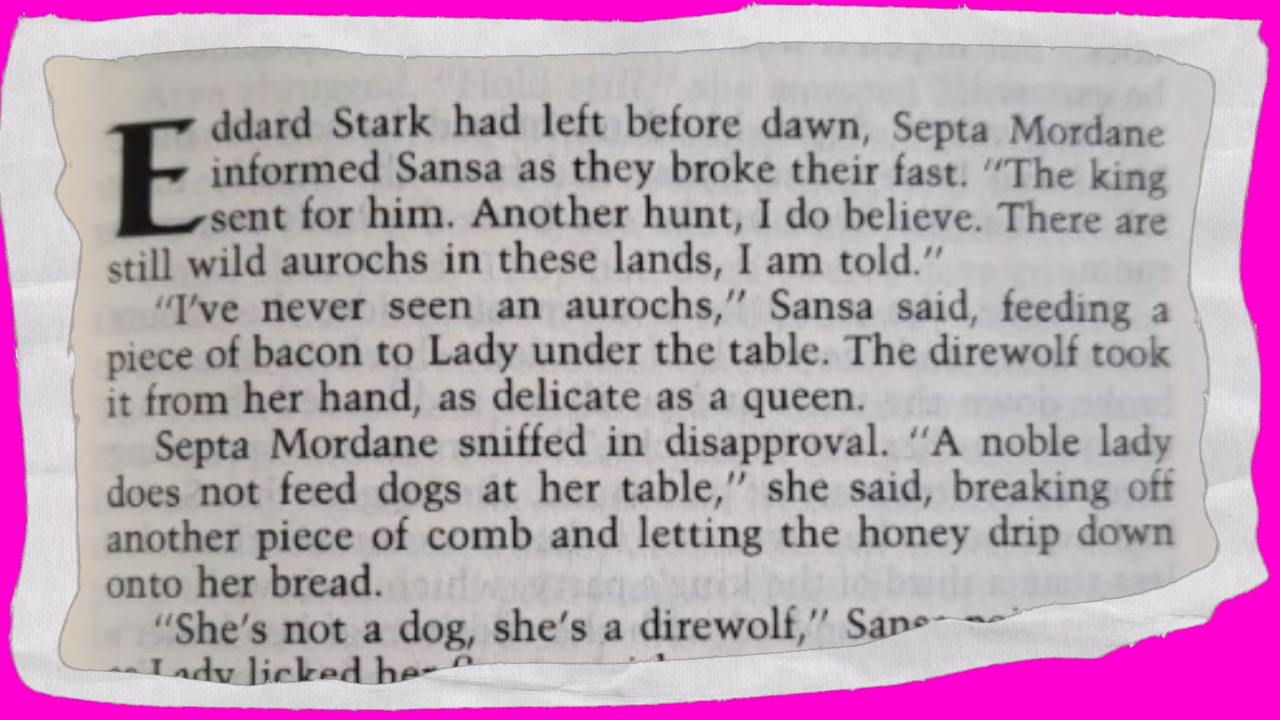 Eddard Stark had left before dawn, Septa Mordane
informed Sansa as they broke their fast. "The king
sent for him. Another hunt, I do believe. There are
still wild aurochs in these lands, I am told."
"I've never seen an aurochs," Sansa said, feeding a
piece of bacon to Lady under the table. The direwolf took
it from her hand, as delicate as a queen.
Septa Mordane sniffed in disapproval. "A noble lady
does not feed dogs at her table," she said, breaking off
another piece of comb and letting the honey drip down
onto her bread.
"She's not a dog, she's a direwolf," Sansa
Lady licked her